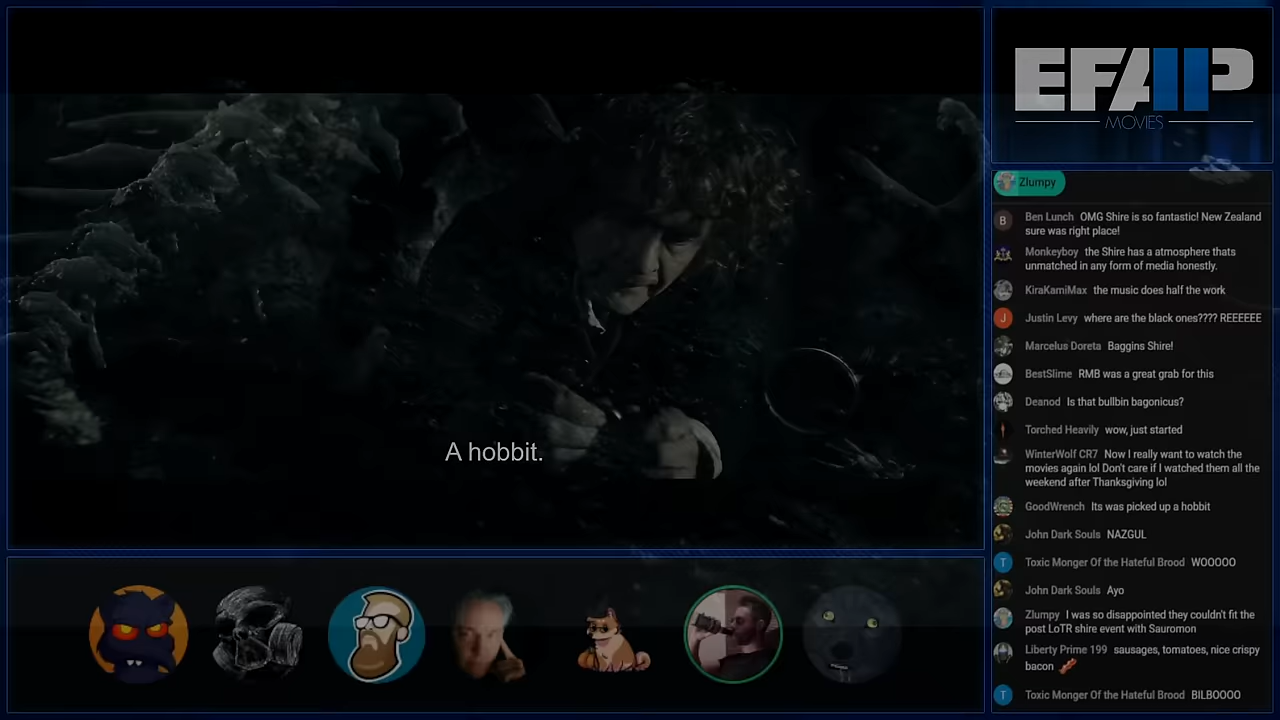 A hobbit.
EFAP
MOVIES
Zlumpy
B
Ben Lunch OMG Shire is so fantastic! New Zealand
sure was right place!
Monkeyboy the Shire has a atmosphere thats
unmatched in any form of media honestly.
KiraKamiMax the music does half the work
J
Justin Levy where are the black ones???? REEEEEE
Marcelus Doreta Baggins Shire!
BestSlime RMB was a great grab for this
Deanod Is that bullbin bagonicus?
Torched Heavily wow, just started
WinterWolf CR7 Now I really want to watch the
movies again lol Don't care if I watched them all the
weekend after Thanksgiving lol
GoodWrench Its was picked up a hobbit
John Dark Souls NAZGUL
T
Toxic Monger Of the Hateful Brood WOOOOO
John Dark Souls Ayo
Zlumpy I was so disappointed they couldn't fit the
post LoTR shire event with Sauromon
Liberty Prime 199 sausages, tomatoes, nice crispy
bacon 🥓
T
Toxic Monger Of the Hateful Brood BILBOOOO